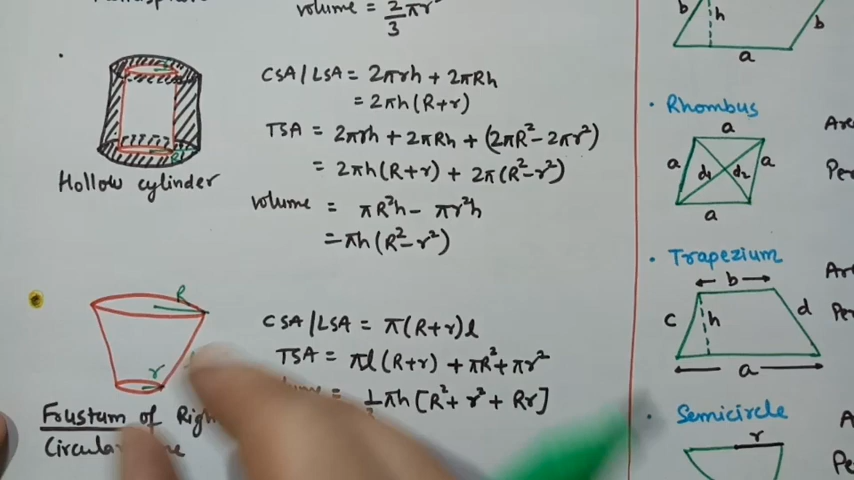 volume = 2/3 πr³
CSA/LSA = 2πrh + 2πRh
= 2πh(R+r)
TSA = 2πrh + 2πRh + (2πR² - 2πr²)
= 2πh(R+r) + 2π(R²-r²)
Hollow cylinder
volume = πR²h - πr²h
= πh(R²-r²)
R
r
CSA/LSA = π(R+r)l
TSA = πl(R+r) + πR² + πr²
πh[R² + r² + Rr]
Foustum of Right
Circular
b
h
b
a
• Rhombus
a
a
d₁
d₂
a
a
• Trapezium
b
c
h
d
a
• Semicircle
r